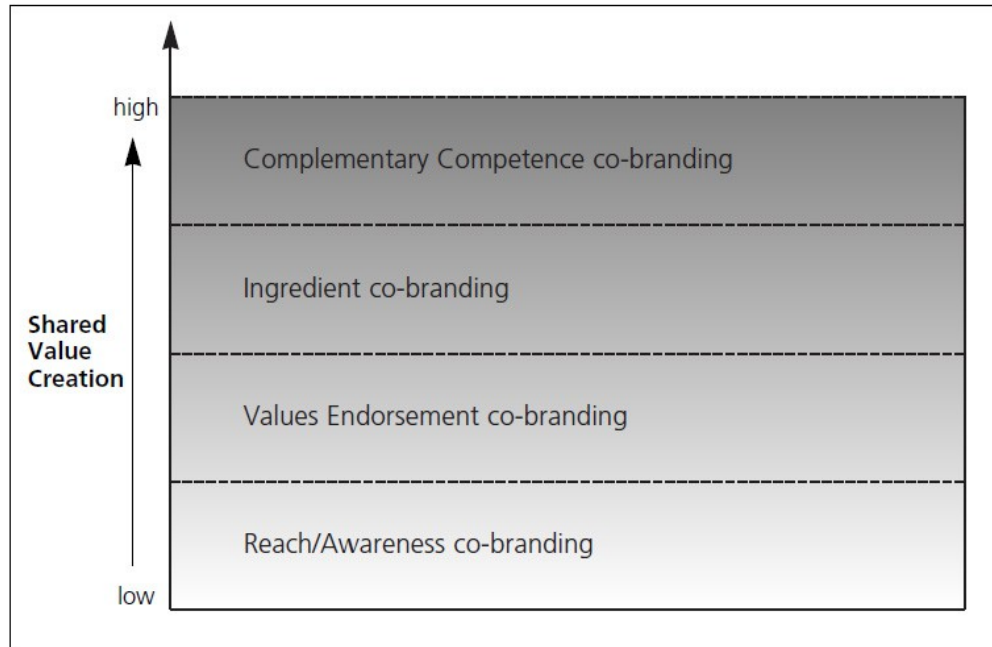 high
Complementary Competence co-branding
Ingredient co-branding
Shared
Value
Creation
Values Endorsement co-branding
Reach/Awareness co-branding
low